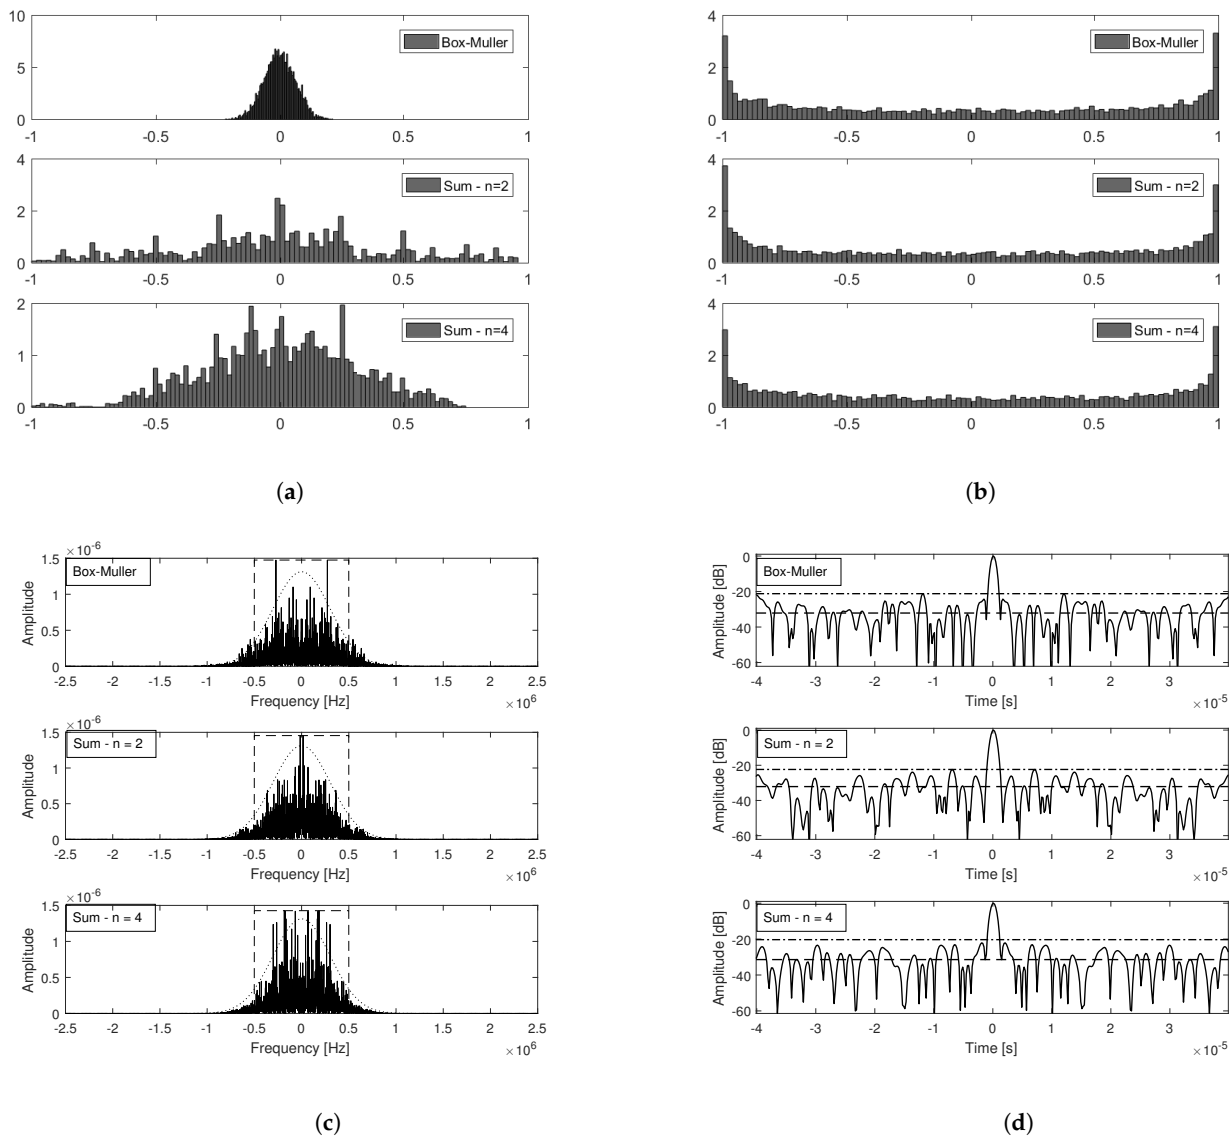 10
Box-Muller
5
0
-1 -0.5 0 0.5 1
4
Sum - n=2
2
0
-1 -0.5 0 0.5 1
2
Sum - n=4
1
0
-1 -0.5 0 0.5 1
(a)
4
Box-Muller
2
0
-1 -0.5 0 0.5 1
4
Sum - n=2
2
0
-1 -0.5 0 0.5 1
4
Sum - n=4
2
0
-1 -0.5 0 0.5 1
(b)
×10⁻⁶
1.5
Box-Muller
1
0.5
0
Amplitude
-2.5 -2 -1.5 -1 -0.5 0 0.5 1 1.5 2 2.5
Frequency [Hz]
×10⁶
×10⁻⁶
1.5
Sum - n = 2
1
0.5
0
Amplitude
-2.5 -2 -1.5 -1 -0.5 0 0.5 1 1.5 2 2.5
Frequency [Hz]
×10⁶
×10⁻⁶
1.5
Sum - n = 4
1
0.5
0
Amplitude
-2.5 -2 -1.5 -1 -0.5 0 0.5 1 1.5 2 2.5
Frequency [Hz]
×10⁶
(c)
0
Box-Muller
-20
-40
-60
Amplitude [dB]
-4 -3 -2 -1 0 1 2 3
Time [s]
×10⁻⁵
0
Sum - n = 2
-20
-40
-60
Amplitude [dB]
-4 -3 -2 -1 0 1 2 3
Time [s]
×10⁻⁵
0
Sum - n = 4
-20
-40
-60
Amplitude [dB]
-4 -3 -2 -1 0 1 2 3
Time [s]
×10⁻⁵
(d)